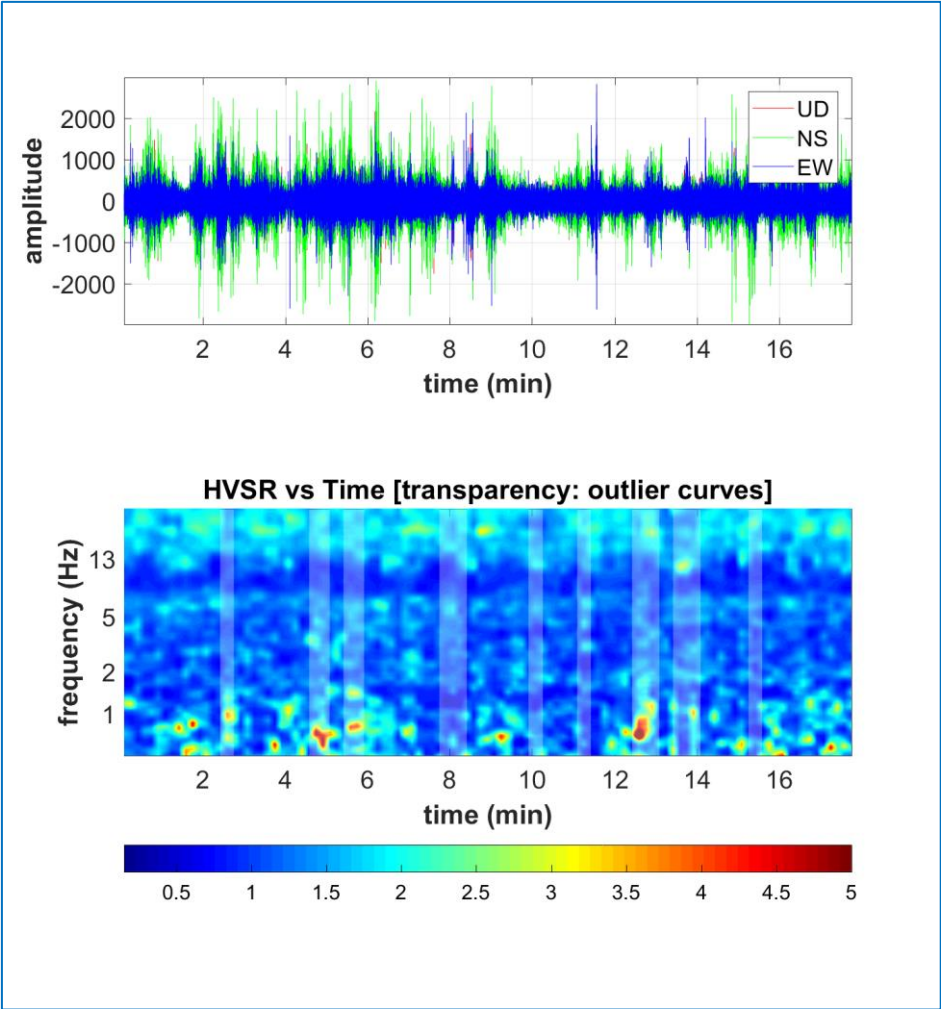 2000
1000
0
-1000
-2000
amplitude
UD
NS
EW
2 4 6 8 10 12 14 16
time (min)
HVSR vs Time [transparency: outlier curves]
13
5
2
1
frequency (Hz)
2 4 6 8 10 12 14 16
time (min)
0.5 1 1.5 2 2.5 3 3.5 4 4.5 5